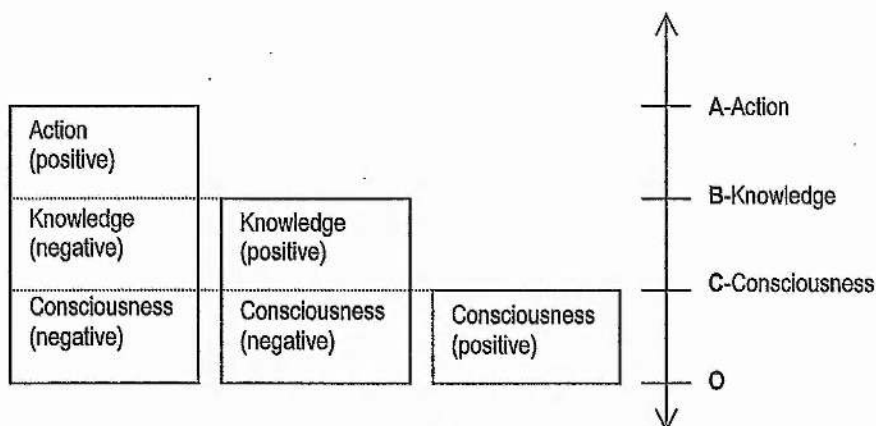 Action
(positive)
Knowledge
(negative)
Consciousness
(negative)
Knowledge
(positive)
Consciousness
(negative)
Consciousness
(positive)
A-Action
B-Knowledge
C-Consciousness
O